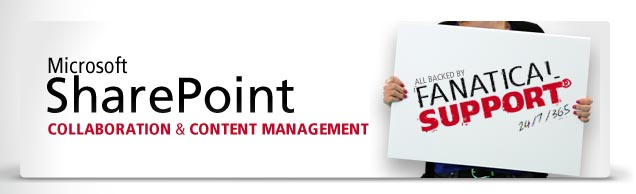 Microsoft
SharePoint
COLLABORATION & CONTENT MANAGEMENT
ALL BACKED BY
FANATICAL
SUPPORT®
24/7/365